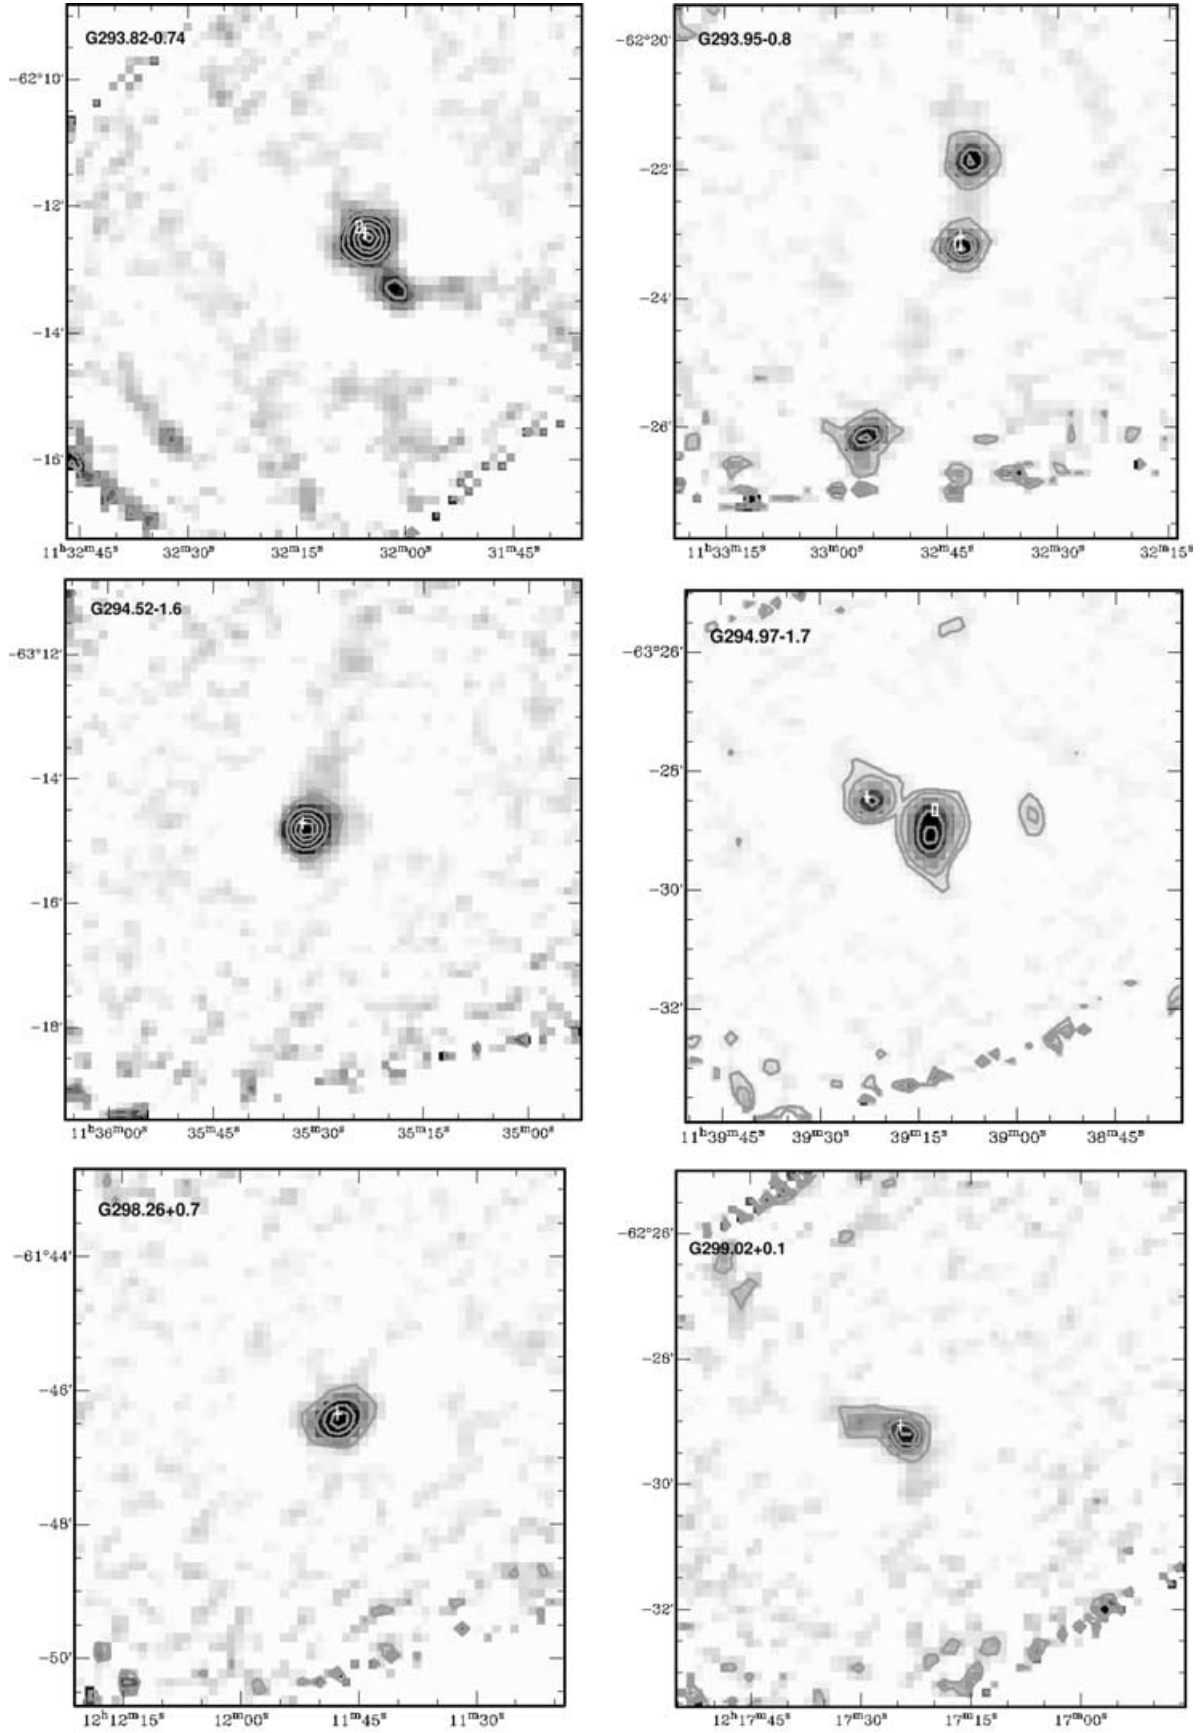 G293.82-0.74
−62°10′
−12′
−14′
−16′
11ʰ32ᵐ45ˢ 32ᵐ30ˢ 32ᵐ15ˢ 32ᵐ00ˢ 31ᵐ45ˢ
G293.95-0.8
−62°20′
−22′
−24′
−26′
11ʰ33ᵐ15ˢ 33ᵐ00ˢ 32ᵐ45ˢ 32ᵐ30ˢ 32ᵐ15ˢ
G294.52-1.6
−63°12′
−14′
−16′
−18′
11ʰ36ᵐ00ˢ 35ᵐ45ˢ 35ᵐ30ˢ 35ᵐ15ˢ 35ᵐ00ˢ
G294.97-1.7
−63°26′
−28′
−30′
−32′
11ʰ39ᵐ45ˢ 39ᵐ30ˢ 39ᵐ15ˢ 39ᵐ00ˢ 38ᵐ45ˢ
G298.26+0.7
−61°44′
−46′
−48′
−50′
12ʰ12ᵐ15ˢ 12ᵐ00ˢ 11ᵐ45ˢ 11ᵐ30ˢ
G299.02+0.1
−62°26′
−28′
−30′
−32′
12ʰ17ᵐ45ˢ 17ᵐ30ˢ 17ᵐ15ˢ 17ᵐ00ˢ